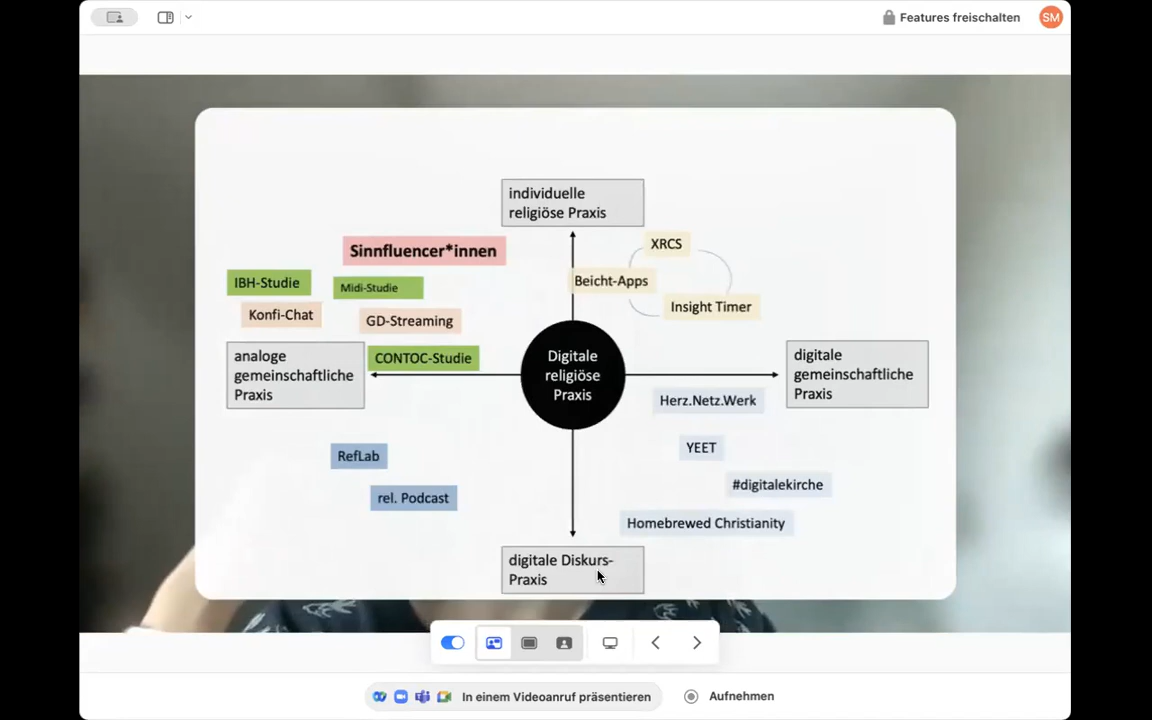 Features freischalten
SM
individuelle
religiöse Praxis
Sinnfluencer*innen
XRCS
IBH-Studie
Midi-Studie
Beicht-Apps
Konfi-Chat
GD-Streaming
Insight Timer
analoge
gemeinschaftliche
Praxis
CONTOC-Studie
Digitale
religiöse
Praxis
digitale
gemeinschaftliche
Praxis
Herz.Netz.Werk
RefLab
YEET
rel. Podcast
#digitalekirche
Homebrewed Christianity
digitale Diskurs-
Praxis
In einem Videoanruf präsentieren
Aufnehmen